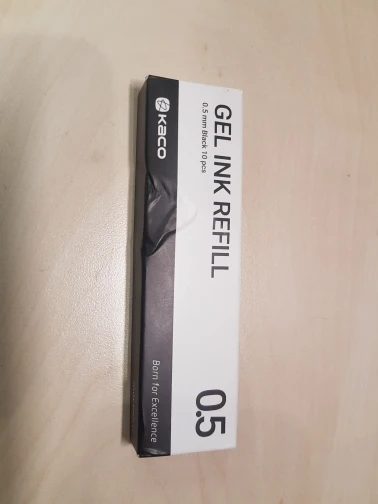 GEL INK REFILL
0.5 mm Black 10 pcs
0.5
KACO
Born for Excellence